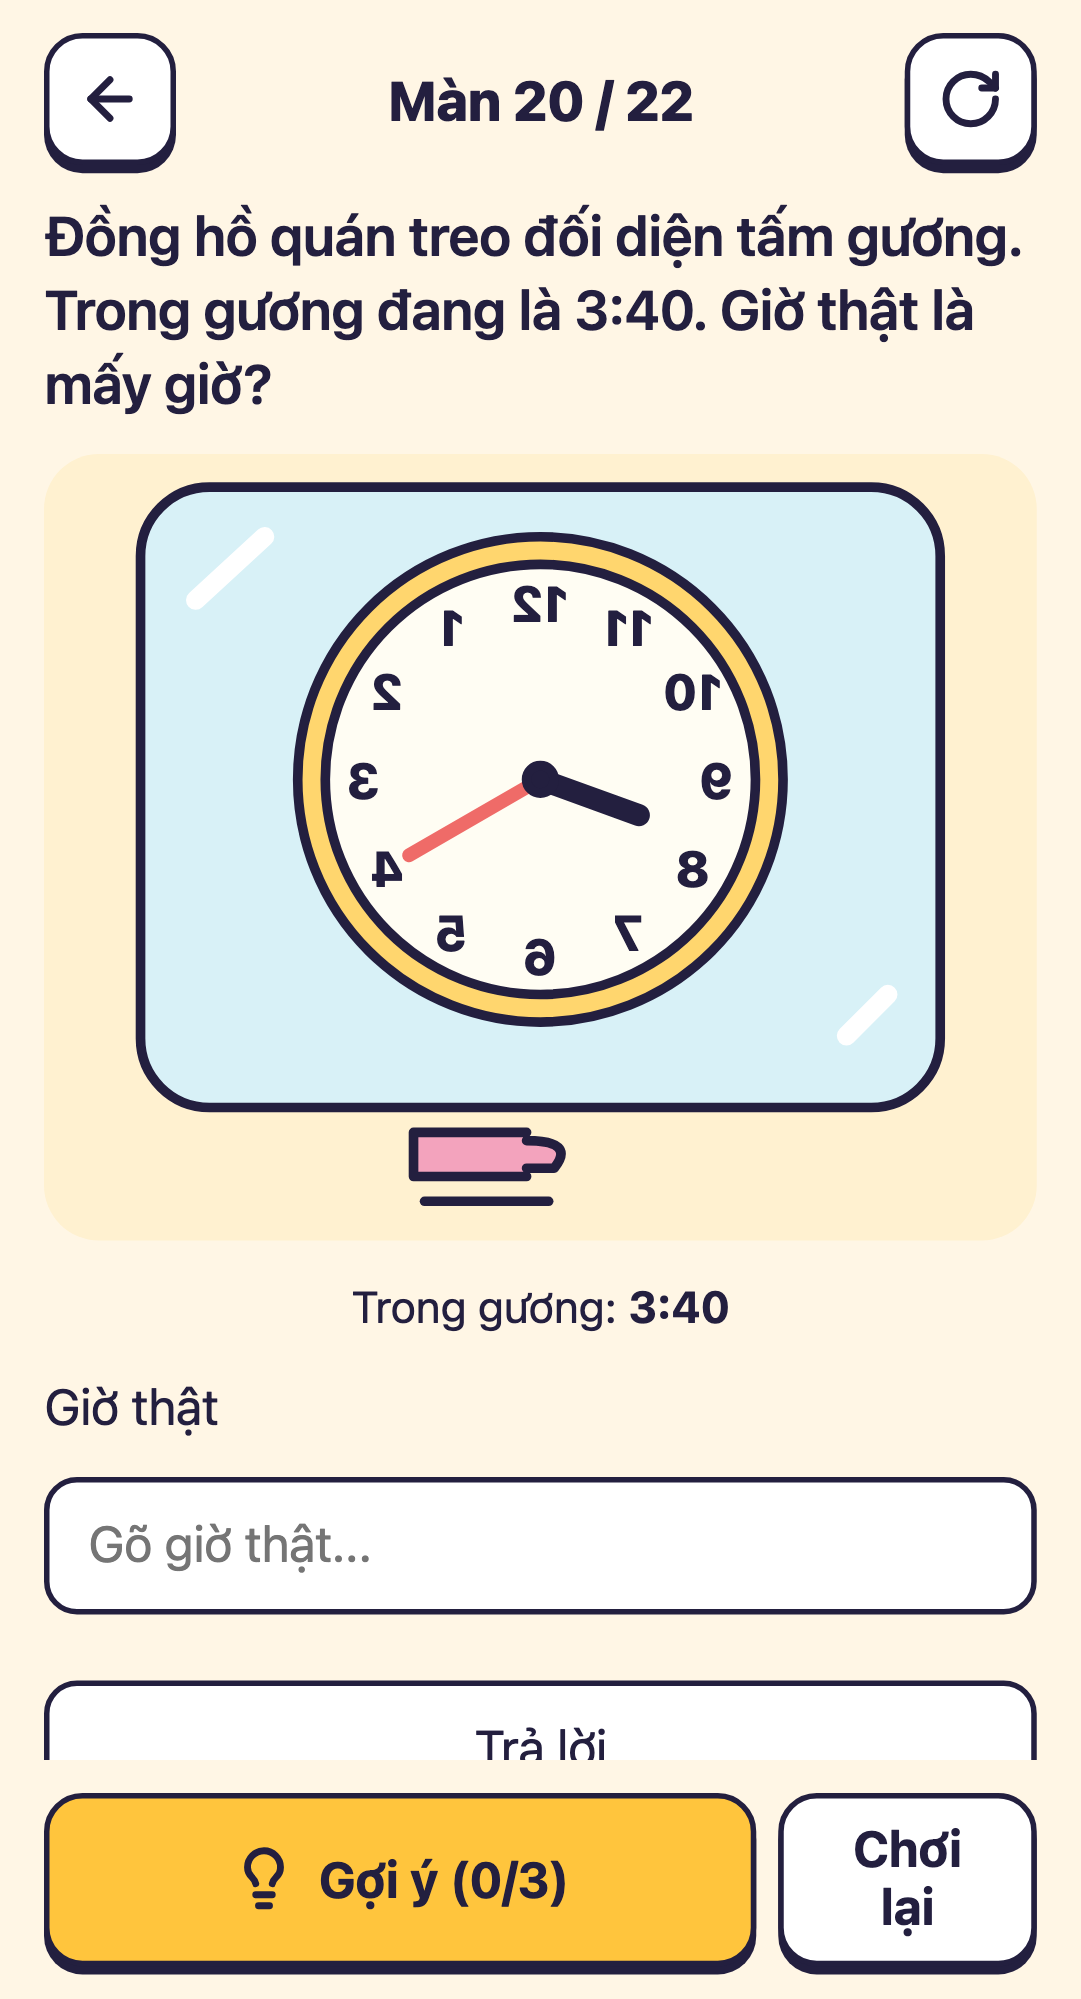 Màn 20 / 22
Đồng hồ quán treo đối diện tấm gương.
Trong gương đang là 3:40. Giờ thật là
mấy giờ?
12
1
11
2
10
3
9
4
8
5
7
6
Trong gương: 3:40
Giờ thật
Gõ giờ thật...
Trả lời
Gợi ý (0/3)
Chơi
lại